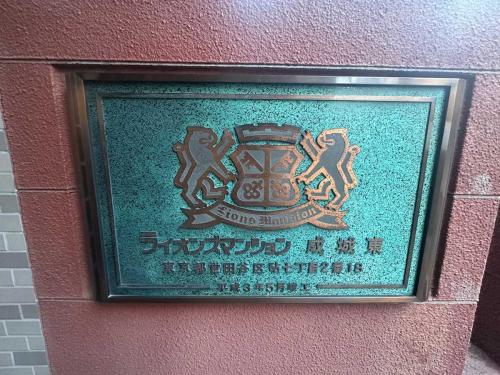 Lions Mansion
ライオンズマンション 成城東
東京都世田谷区砧七丁目2番16
平成3年5月竣工